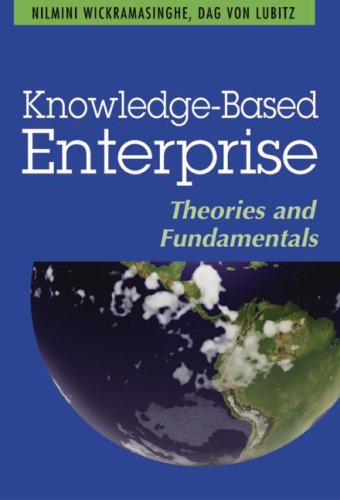 NILMINI WICKRAMASINGHE, DAG VON LUBITZ
Knowledge-Based
Enterprise
Theories and
Fundamentals